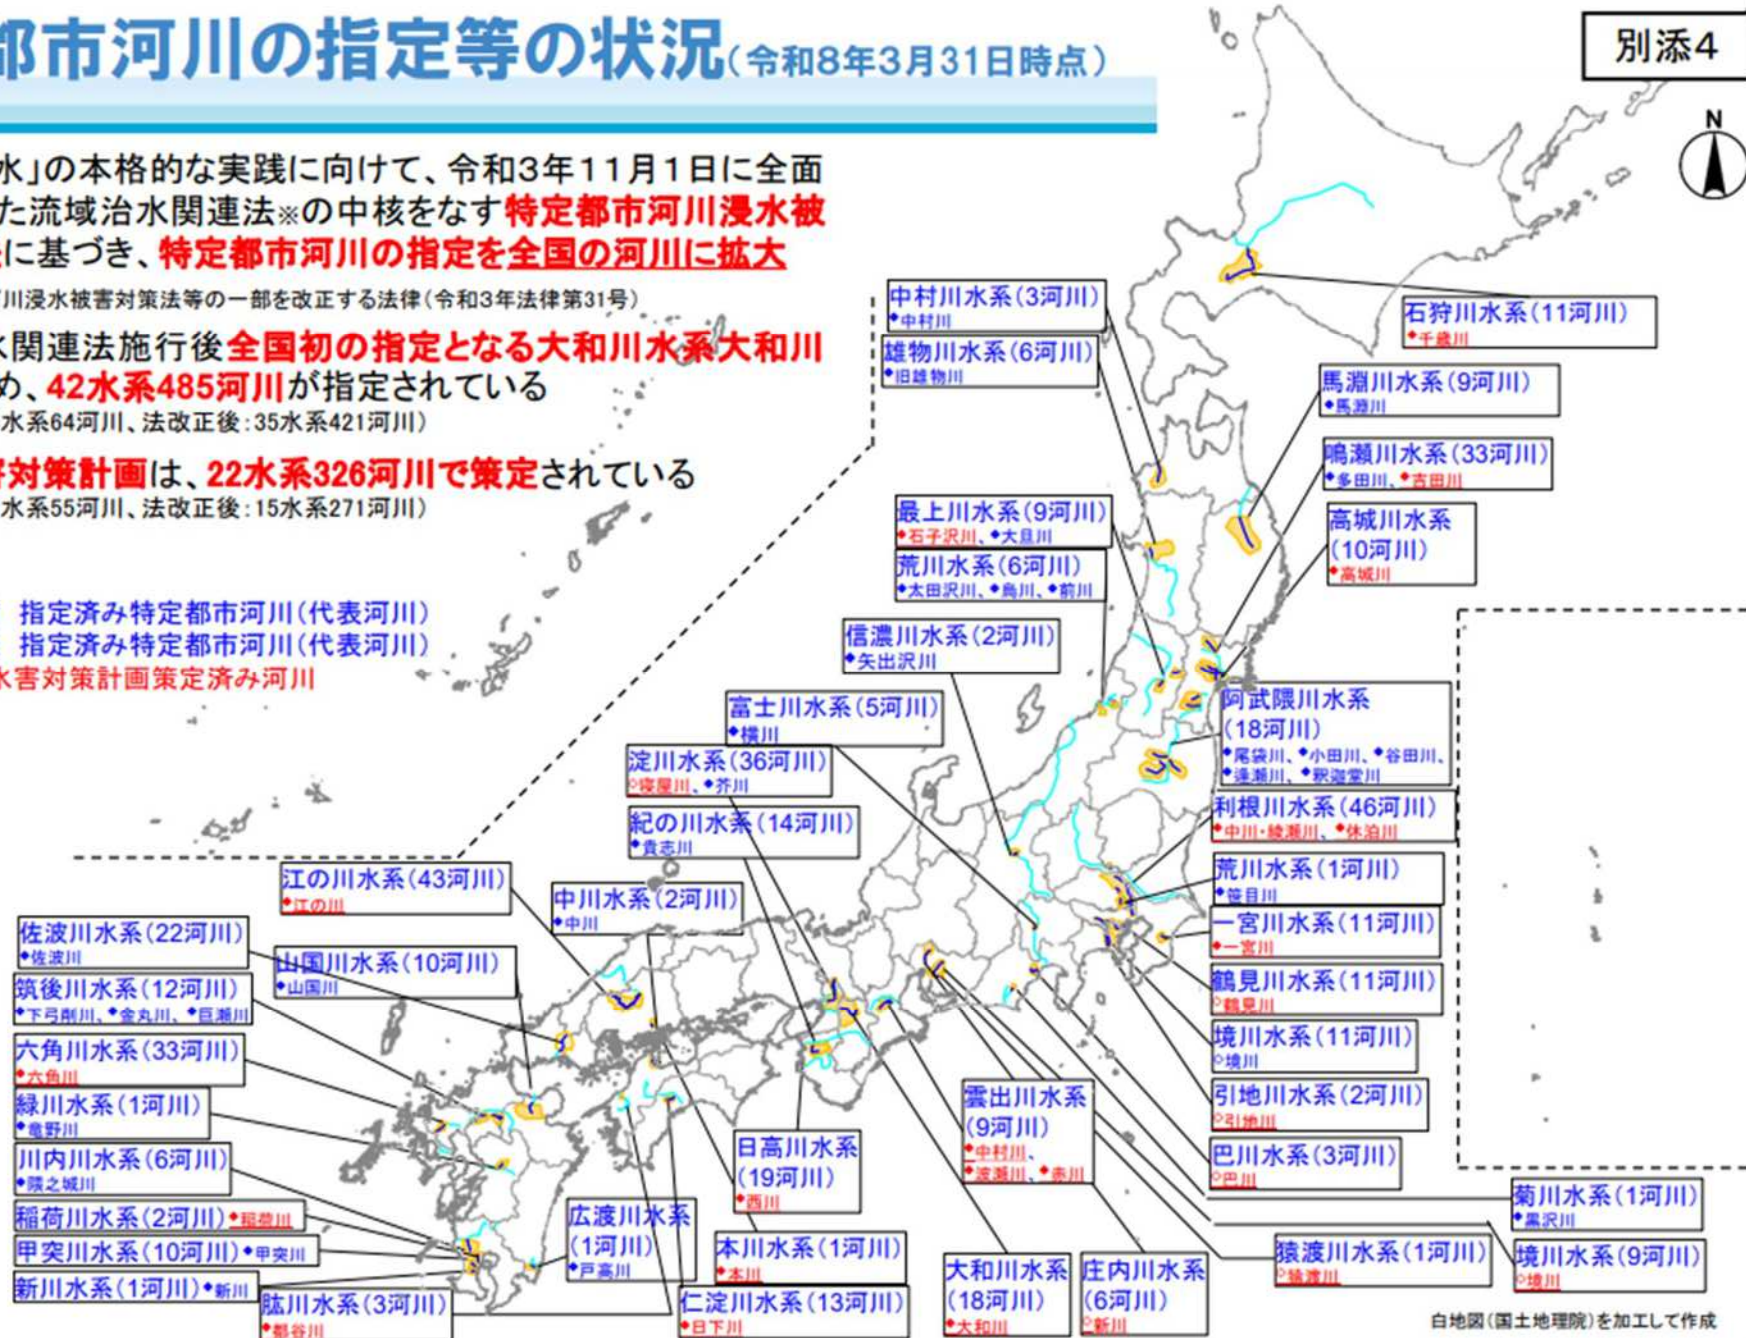 都市河川の指定等の状況(令和8年3月31日時点)
別添4
N
水」の本格的な実践に向けて、令和3年11月1日に全面
た流域治水関連法※の中核をなす特定都市河川浸水被
に基づき、特定都市河川の指定を全国の河川に拡大
川浸水被害対策法等の一部を改正する法律(令和3年法律第31号)
関連法施行後全国初の指定となる大和川水系大和川
め、42水系485河川が指定されている
水系64河川、法改正後:35水系421河川)
害対策計画は、22水系326河川で策定されている
水系55河川、法改正後:15水系271河川)
指定済み特定都市河川(代表河川)
指定済み特定都市河川(代表河川)
水害対策計画策定済み河川
中村川水系(3河川)
◆中村川
雄物川水系(6河川)
◆旧雄物川
石狩川水系(11河川)
◆千歳川
馬淵川水系(9河川)
◆馬淵川
鳴瀬川水系(33河川)
◆多田川、◆吉田川
高城川水系
(10河川)
◆高城川
最上川水系(9河川)
◆石子沢川、◆大旦川
荒川水系(6河川)
◆太田沢川、◆烏川、◆前川
信濃川水系(2河川)
◆矢出沢川
富士川水系(5河川)
◆横川
淀川水系(36河川)
◇寝屋川、◆芥川
紀の川水系(14河川)
◆貴志川
阿武隈川水系
(18河川)
◆尾袋川、◆小田川、◆谷田川、
◆逢瀬川、◆釈迦堂川
利根川水系(46河川)
◆中川・綾瀬川、◆休泊川
荒川水系(1河川)
◆笹目川
一宮川水系(11河川)
◆一宮川
鶴見川水系(11河川)
◇鶴見川
境川水系(11河川)
◇境川
引地川水系(2河川)
◇引地川
巴川水系(3河川)
◇巴川
江の川水系(43河川)
◆江の川
中川水系(2河川)
◆中川
佐波川水系(22河川)
◆佐波川
山国川水系(10河川)
◆山国川
筑後川水系(12河川)
◆下弓削川、◆金丸川、◆巨瀬川
六角川水系(33河川)
◆六角川
緑川水系(1河川)
◆竜野川
川内川水系(6河川)
◆隈之城川
稲荷川水系(2河川)◆稲荷川
甲突川水系(10河川)◆甲突川
新川水系(1河川)◆新川
肱川水系(3河川)
◆都谷川
広渡川水系
(1河川)
◆戸高川
日高川水系
(19河川)
◆西川
本川水系(1河川)
◆本川
仁淀川水系(13河川)
◆日下川
雲出川水系
(9河川)
◆中村川、
◆波瀬川、◆赤川
大和川水系
(18河川)
◆大和川
庄内川水系
(6河川)
◇新川
菊川水系(1河川)
◆黒沢川
猿渡川水系(1河川)
◇猿渡川
境川水系(9河川)
◇境川
白地図(国土地理院)を加工して作成